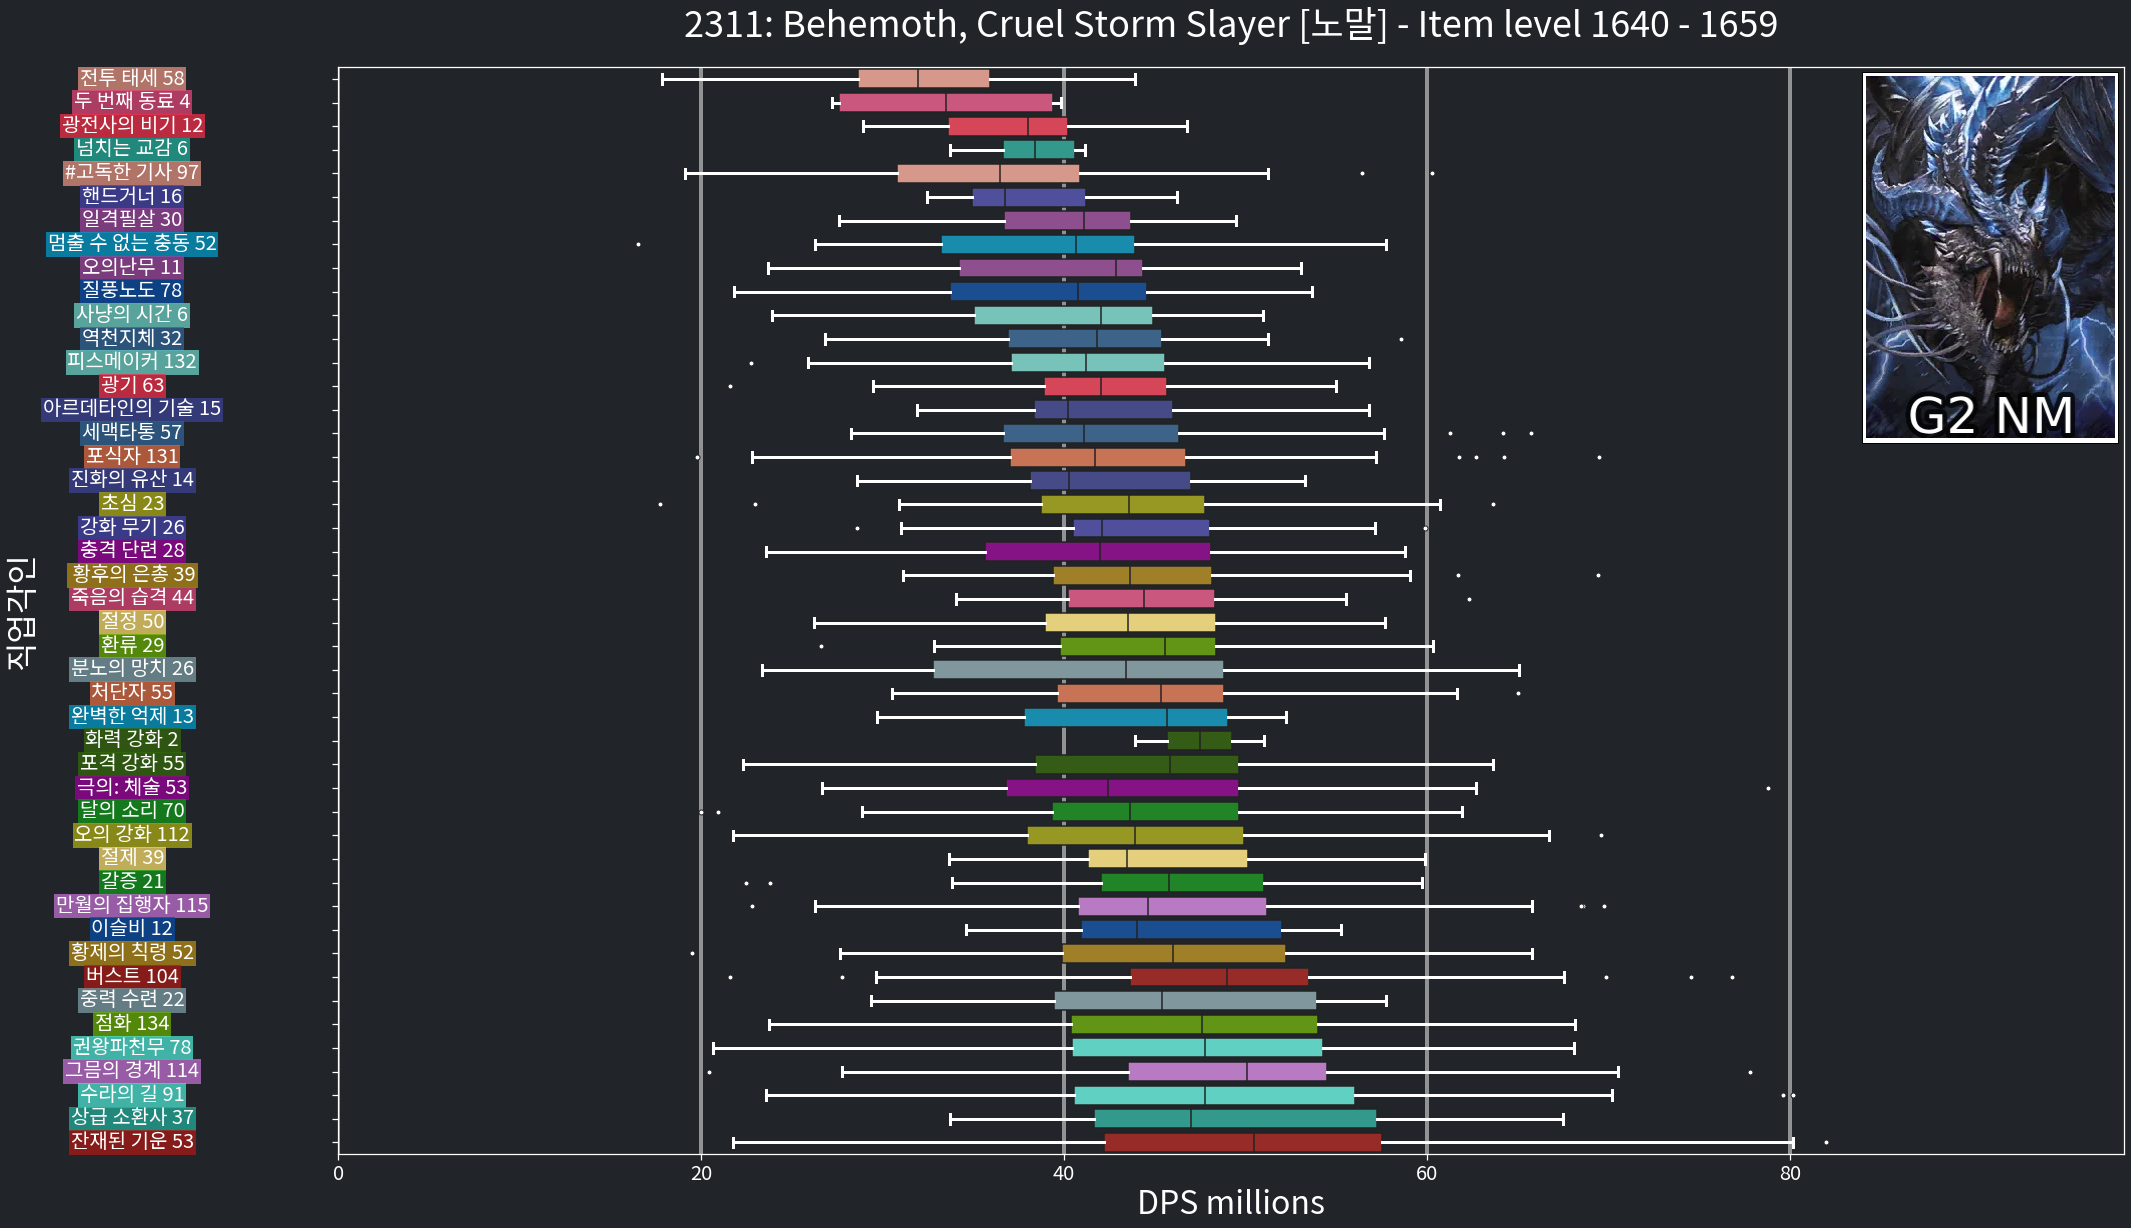 2311: Behemoth, Cruel Storm Slayer [노말] - Item level 1640 - 1659
전투 태세 58
두 번째 동료 4
광전사의 비기 12
넘치는 교감 6
#고독한 기사 97
핸드거너 16
일격필살 30
멈출 수 없는 충동 52
오의난무 11
질풍노도 78
사냥의 시간 6
역천지체 32
피스메이커 132
광기 63
아르데타인의 기술 15
세맥타통 57
포식자 131
진화의 유산 14
초심 23
강화 무기 26
충격 단련 28
황후의 은총 39
죽음의 습격 44
절정 50
환류 29
분노의 망치 26
처단자 55
완벽한 억제 13
화력 강화 2
포격 강화 55
극의: 체술 53
달의 소리 70
오의 강화 112
절제 39
갈증 21
만월의 집행자 115
이슬비 12
황제의 칙령 52
버스트 104
중력 수련 22
점화 134
권왕파천무 78
그믐의 경계 114
수라의 길 91
상급 소환사 37
잔재된 기운 53
직업각인
0 20 40 60 80
DPS millions
G2 NM